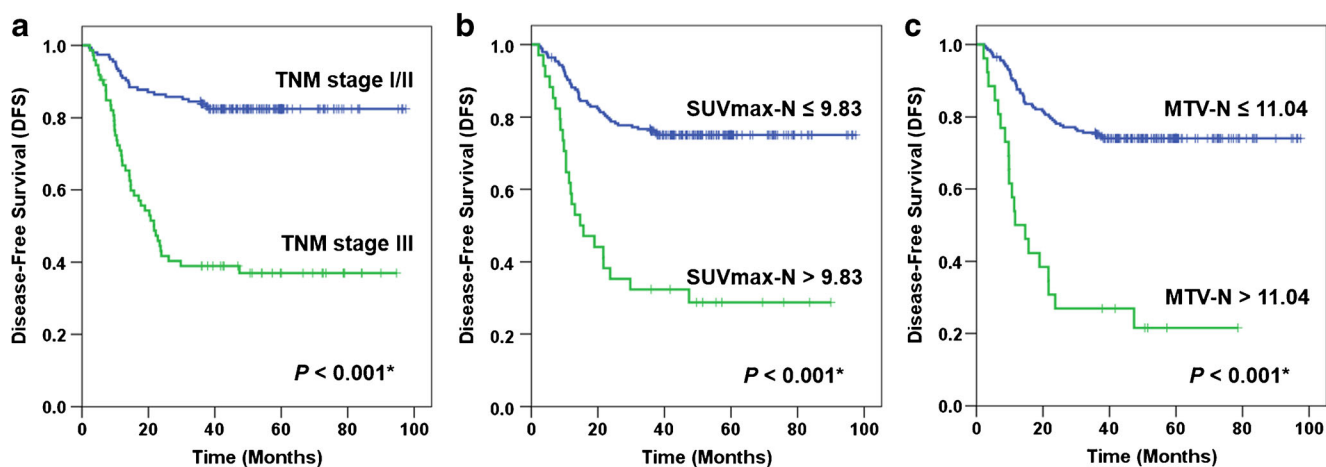 a
Disease-Free Survival (DFS)
1.0
0.8
0.6
0.4
0.2
0.0
TNM stage I/II
TNM stage III
P < 0.001*
0 20 40 60 80 100
Time (Months)
b
Disease-Free Survival (DFS)
1.0
0.8
0.6
0.4
0.2
0.0
SUVmax-N ≤ 9.83
SUVmax-N > 9.83
P < 0.001*
0 20 40 60 80 100
Time (Months)
c
Disease-Free Survival (DFS)
1.0
0.8
0.6
0.4
0.2
0.0
MTV-N ≤ 11.04
MTV-N > 11.04
P < 0.001*
0 20 40 60 80 100
Time (Months)